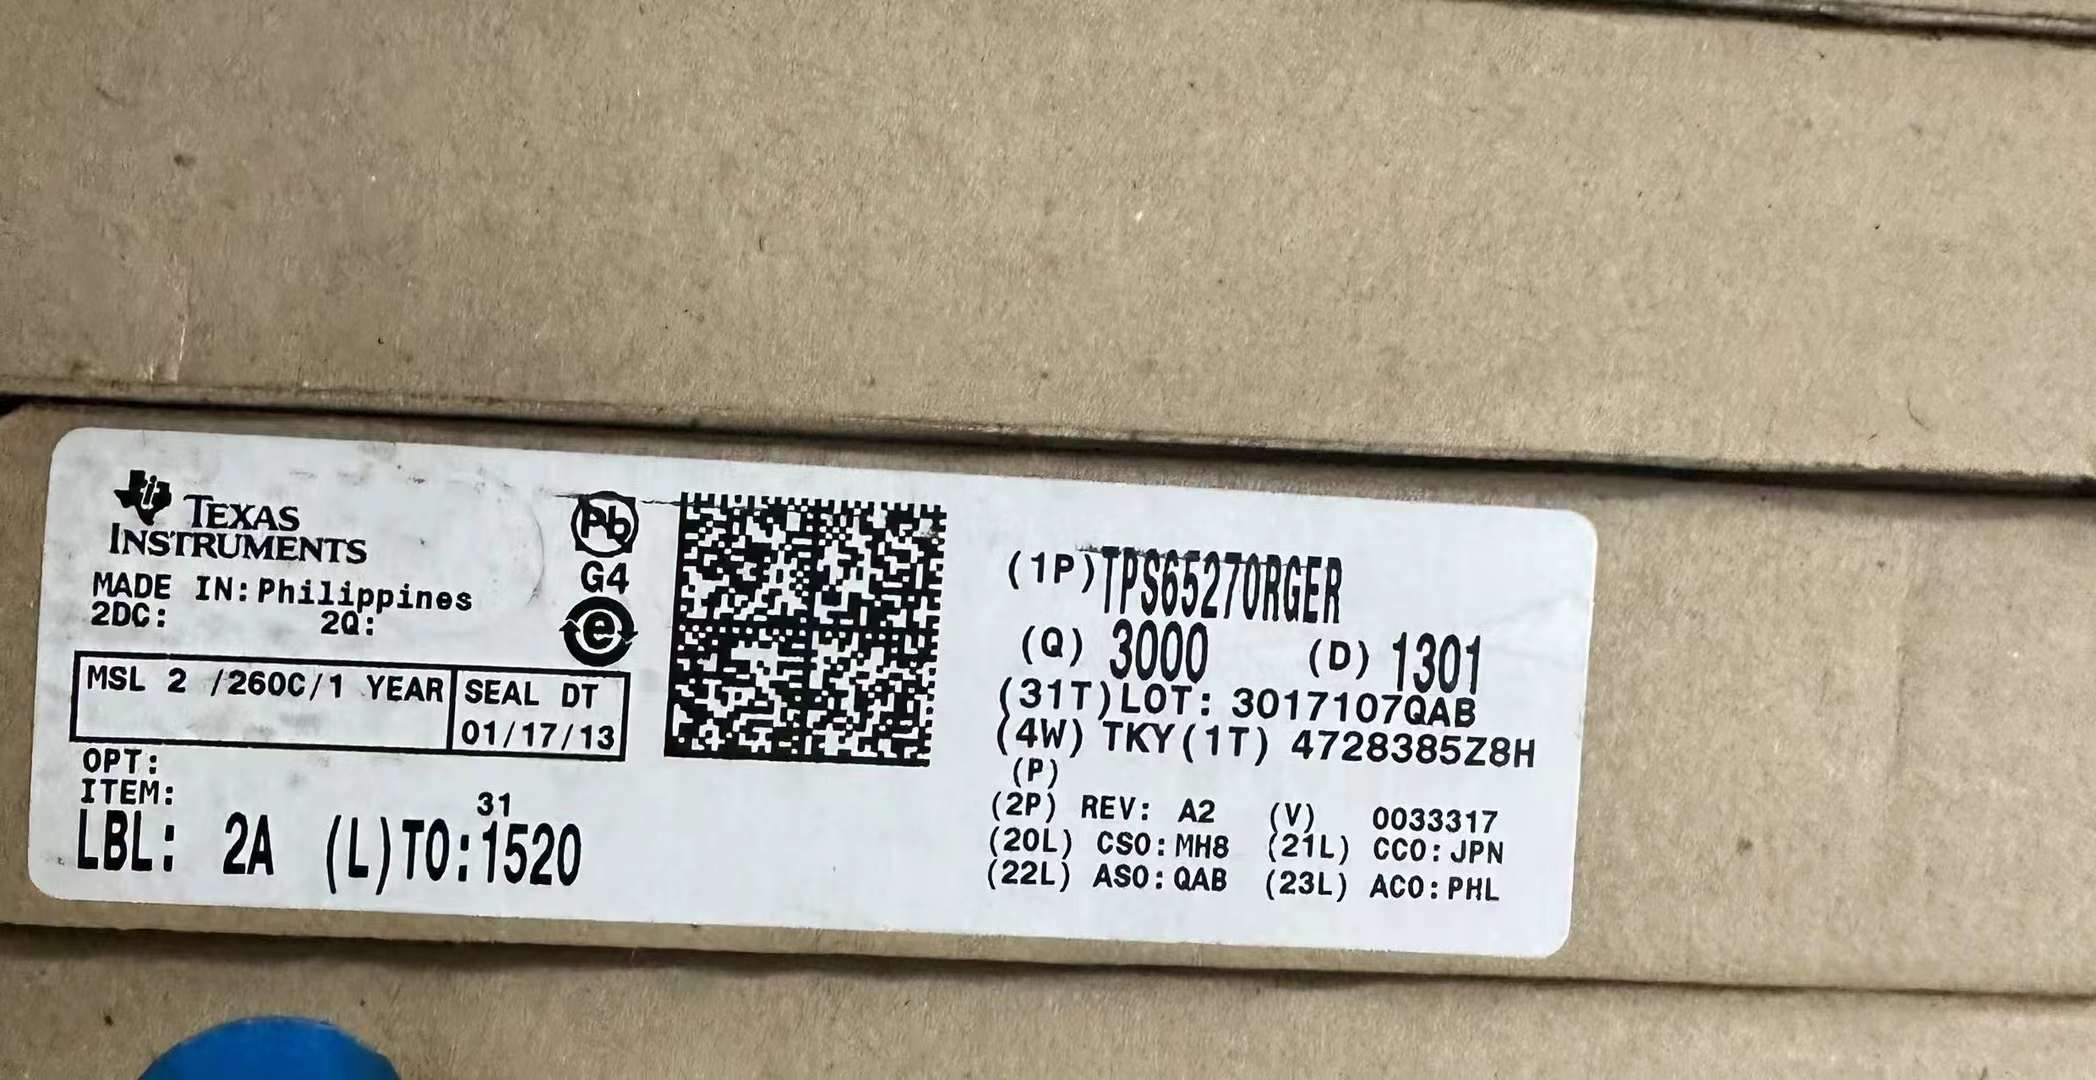 TEXAS
INSTRUMENTS
MADE IN: Philippines
2DC: 2Q:
MSL 2 /260C/1 YEAR SEAL DT
01/17/13
OPT:
ITEM:
31
LBL: 2A (L)TO:1520
Pb
G4
e
(1P)TPS65270RGER
(Q) 3000 (D) 1301
(31T)LOT: 3017107QAB
(4W) TKY(1T) 4728385Z8H
(P)
(2P) REV: A2 (V) 0033317
(20L) CSO:MH8 (21L) CCO:JPN
(22L) ASO:QAB (23L) ACO:PHL